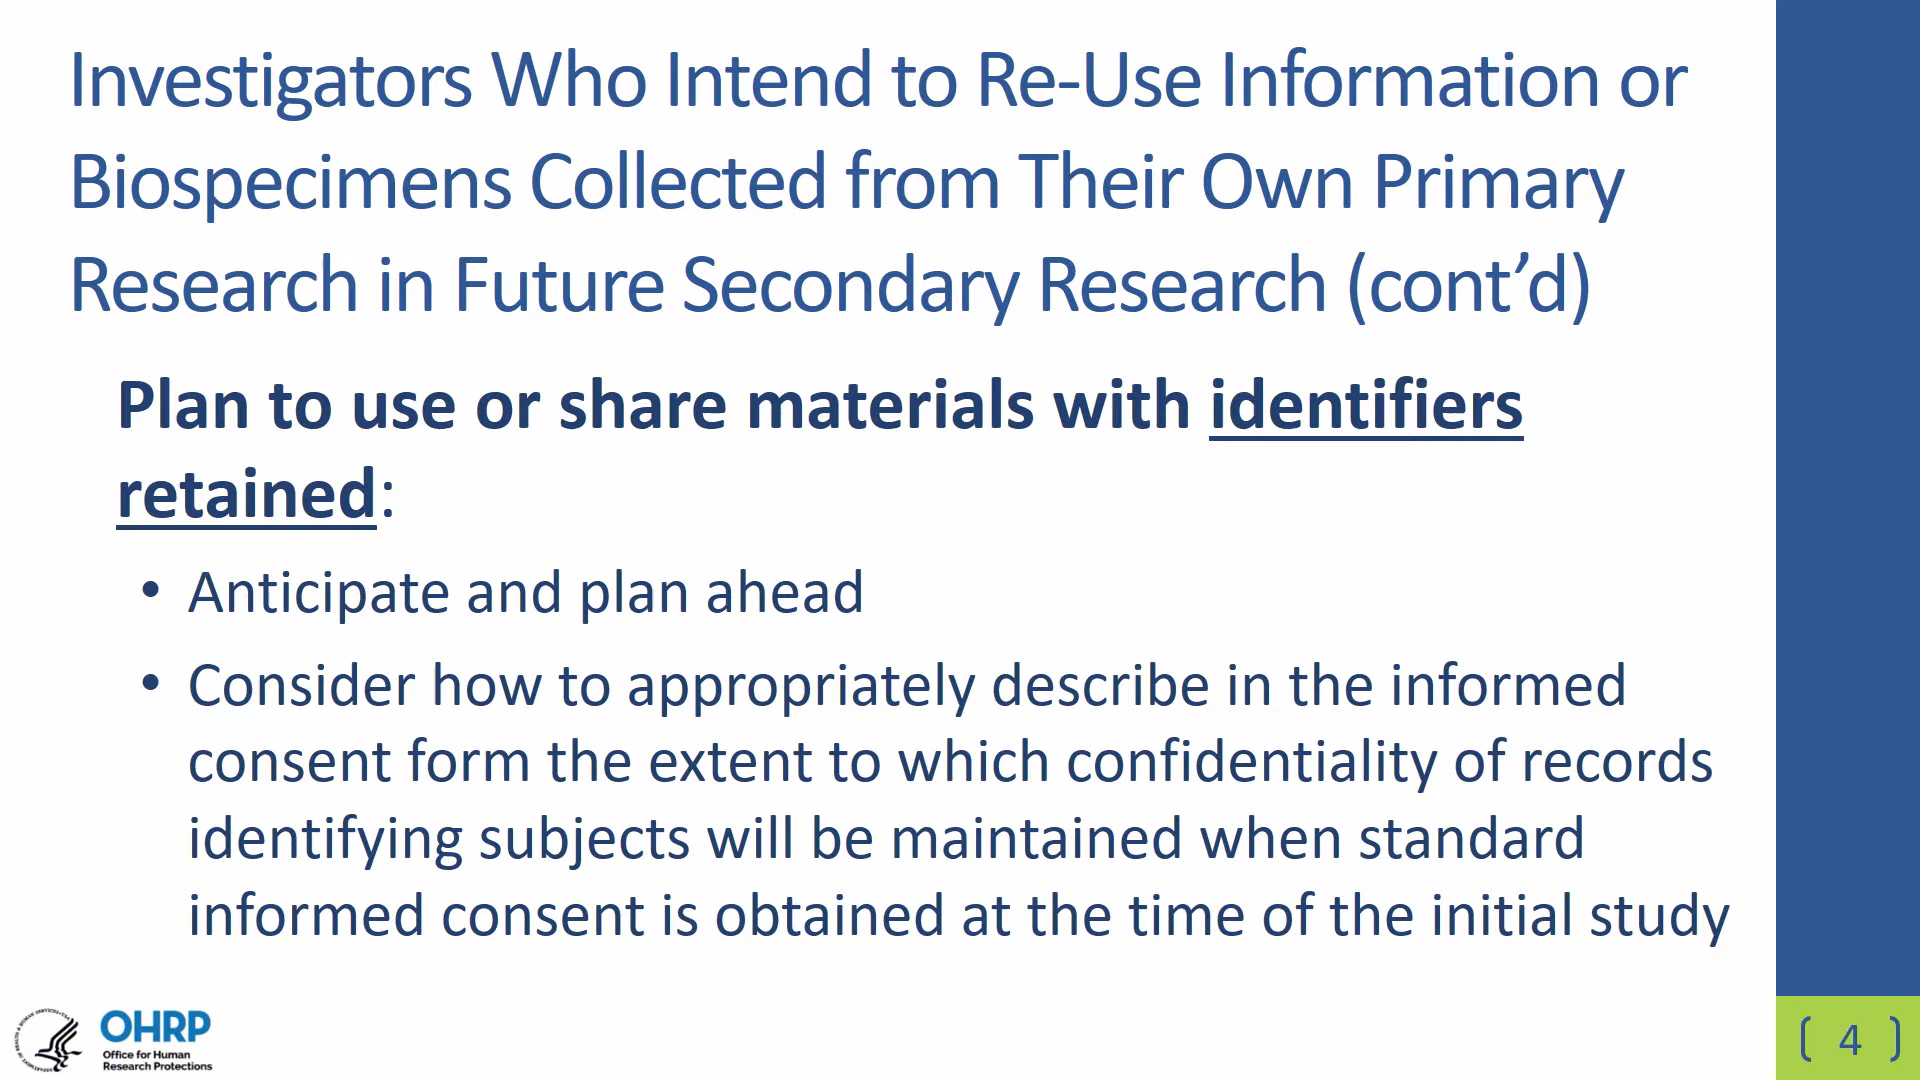 Investigators Who Intend to Re-Use Information or
Biospecimens Collected from Their Own Primary
Research in Future Secondary Research (cont’d)
Plan to use or share materials with identifiers
retained:
• Anticipate and plan ahead
• Consider how to appropriately describe in the informed
consent form the extent to which confidentiality of records
identifying subjects will be maintained when standard
informed consent is obtained at the time of the initial study
OHRP
Office for Human
Research Protections
4